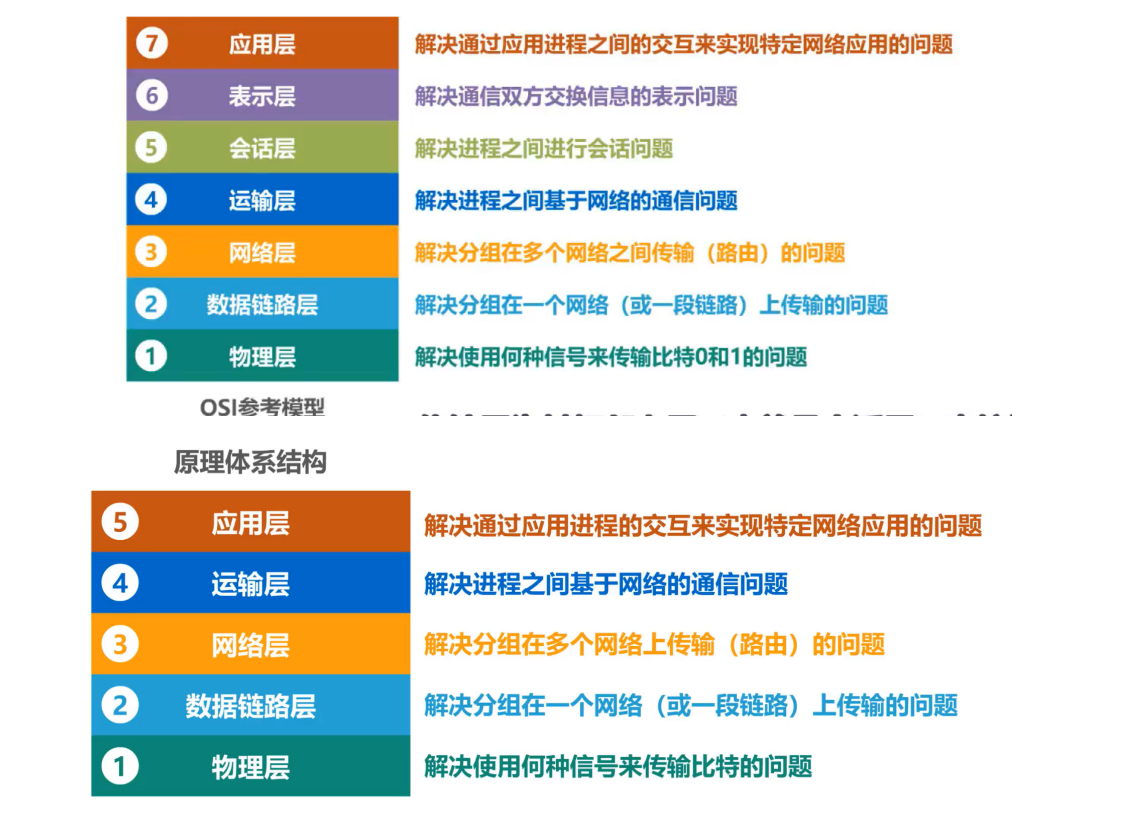 7 应用层 解决通过应用进程之间的交互来实现特定网络应用的问题
6 表示层 解决通信双方交换信息的表示问题
5 会话层 解决进程之间进行会话问题
4 运输层 解决进程之间基于网络的通信问题
3 网络层 解决分组在多个网络之间传输（路由）的问题
2 数据链路层 解决分组在一个网络（或一段链路）上传输的问题
1 物理层 解决使用何种信号来传输比特0和1的问题
OSI参考模型
原理体系结构
5 应用层 解决通过应用进程的交互来实现特定网络应用的问题
4 运输层 解决进程之间基于网络的通信问题
3 网络层 解决分组在多个网络上传输（路由）的问题
2 数据链路层 解决分组在一个网络（或一段链路）上传输的问题
1 物理层 解决使用何种信号来传输比特的问题